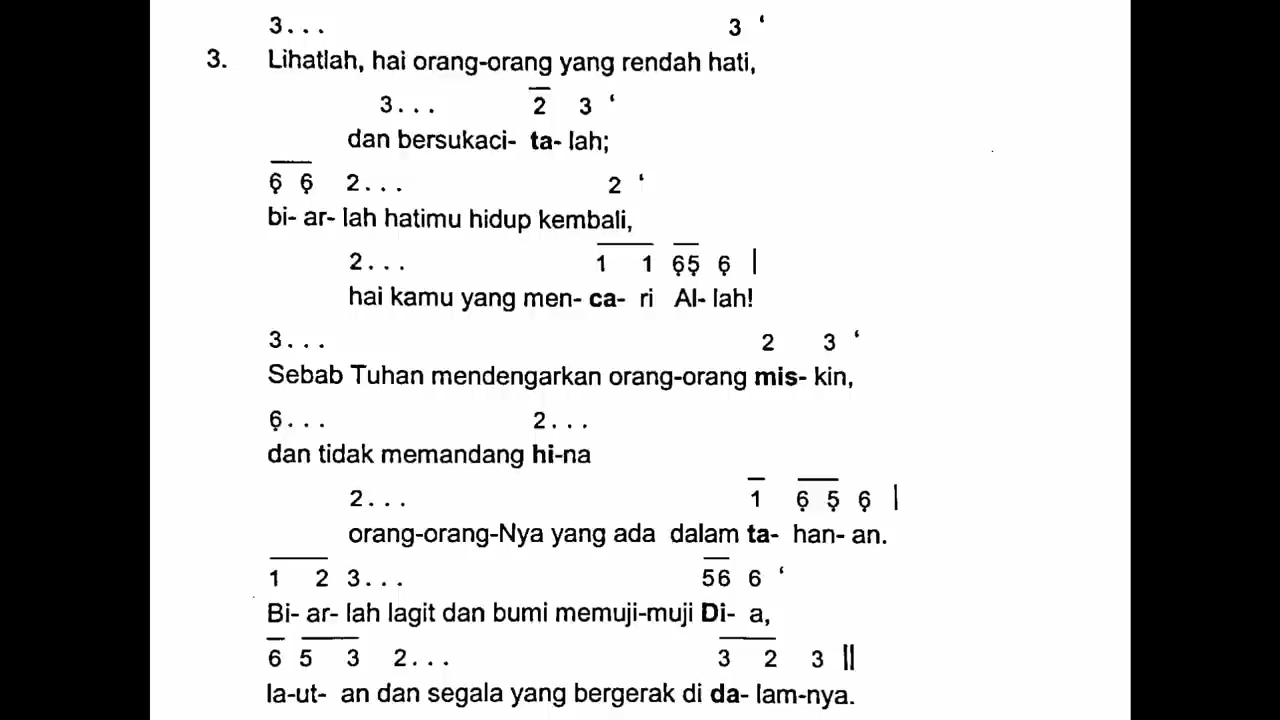 3... 3 ‘
3. Lihatlah, hai orang-orang yang rendah hati,
3... 2̅ 3 ‘
dan bersukaci- ta- lah;
6̣ 6̣ 2... 2 ‘
bi- ar- lah hatimu hidup kembali,
2... 1 1 6̣5̣ 6̣ |
hai kamu yang men- ca- ri Al- lah!
3... 2 3 ‘
Sebab Tuhan mendengarkan orang-orang mis- kin,
6̣... 2...
dan tidak memandang hi-na
2... 1̅ 6̣ 5̣ 6̣ |
orang-orang-Nya yang ada dalam ta- han- an.
1 2 3... 56 6 ‘
Bi- ar- lah lagit dan bumi memuji-muji Di- a,
6̅ 5 3 2... 3 2 3 ||
la-ut- an dan segala yang bergerak di da- lam-nya.